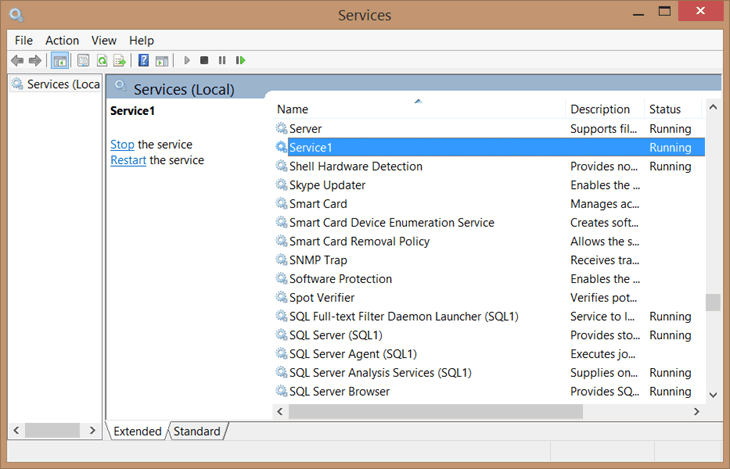 Services
File Action View Help
Services (Loca
Services (Local)
Service1
Stop the service
Restart the service
Name Description Status
Server Supports fil... Running
Service1 Running
Shell Hardware Detection Provides no... Running
Skype Updater Enables the ...
Smart Card Manages ac...
Smart Card Device Enumeration Service Creates soft...
Smart Card Removal Policy Allows the s...
SNMP Trap Receives tra...
Software Protection Enables the ...
Spot Verifier Verifies pot...
SQL Full-text Filter Daemon Launcher (SQL1) Service to l... Running
SQL Server (SQL1) Provides sto... Running
SQL Server Agent (SQL1) Executes jo...
SQL Server Analysis Services (SQL1) Supplies on... Running
SQL Server Browser Provides SQ... Running
Extended Standard